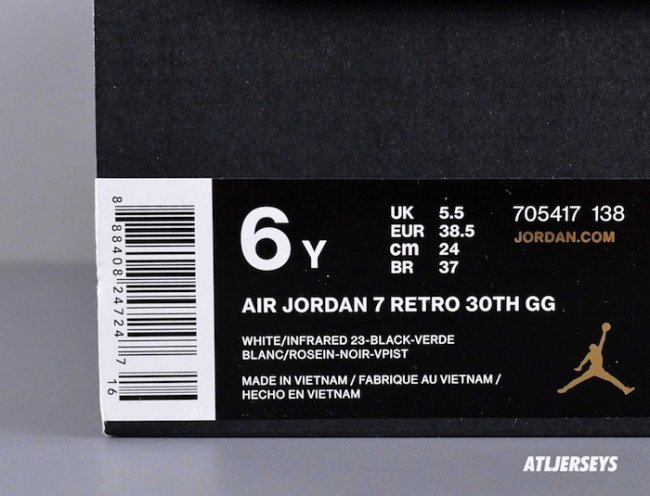 8 88408 24724 7 16
6 Y
UK 5.5
EUR 38.5
cm 24
BR 37
705417 138
JORDAN.COM
AIR JORDAN 7 RETRO 30TH GG
WHITE/INFRARED 23-BLACK-VERDE
BLANC/ROSEIN-NOIR-VPIST
MADE IN VIETNAM / FABRIQUE AU VIETNAM /
HECHO EN VIETNAM
ATLJERSEYS